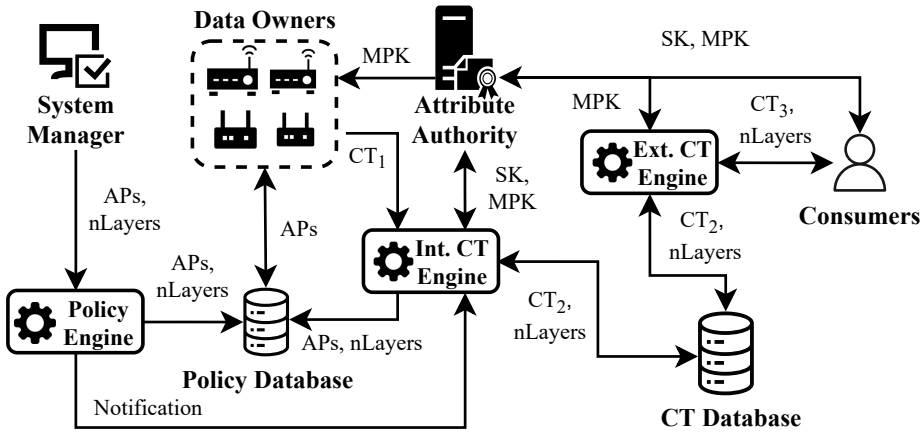 Data Owners
System
Manager
MPK
Attribute
Authority
SK, MPK
MPK
CT₃,
nLayers
CT₁
Ext. CT
Engine
Consumers
SK,
MPK
APs,
nLayers
APs
Int. CT
Engine
CT₂,
nLayers
APs,
nLayers
Policy
Engine
CT₂,
nLayers
APs, nLayers
Policy Database
Notification
CT Database